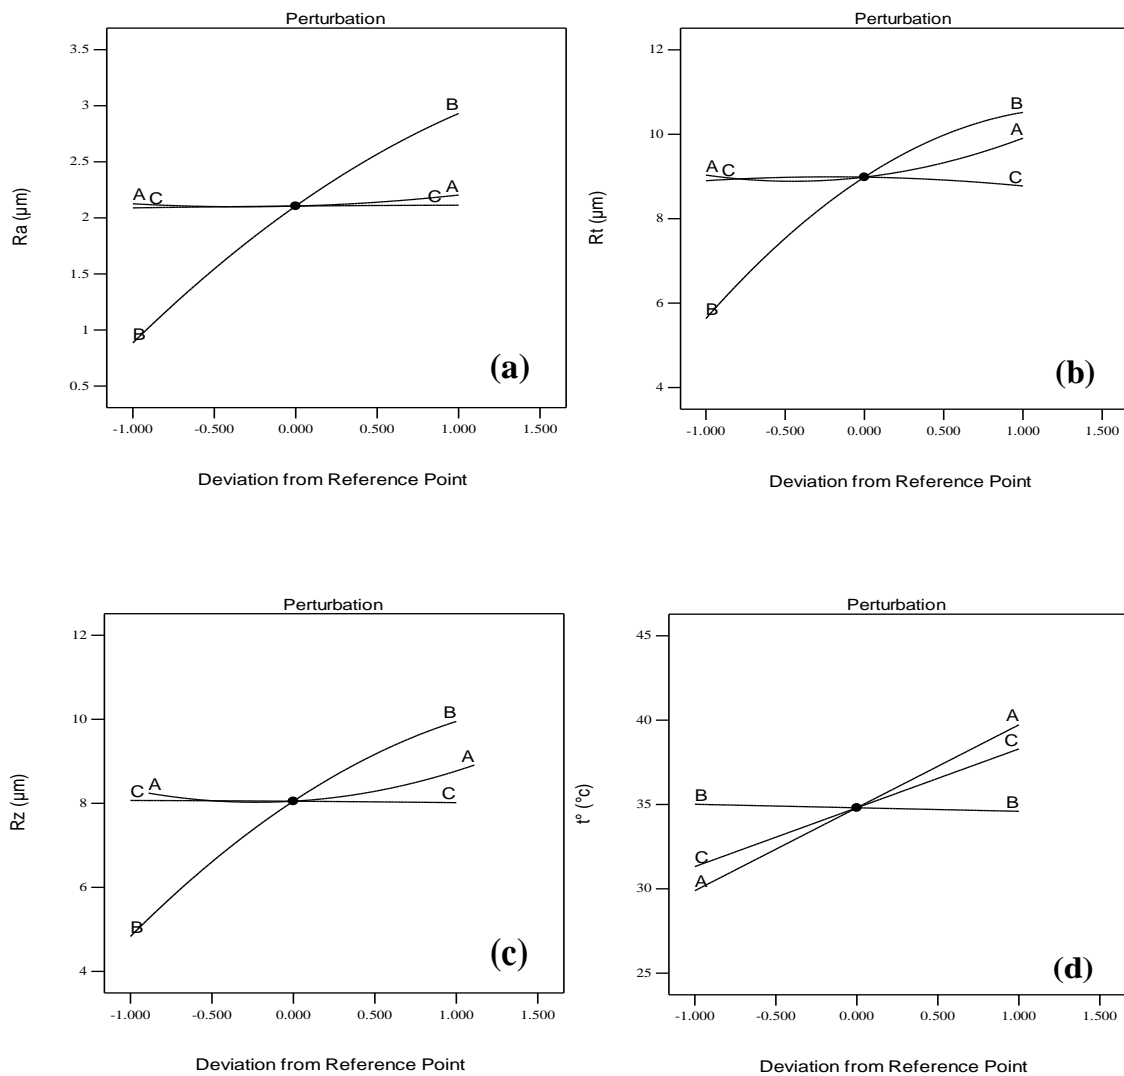 Perturbation
3.5
3
2.5
2
1.5
1
0.5
Ra (µm)
A C
B
B
A
C
-1.000 -0.500 0.000 0.500 1.000 1.500
Deviation from Reference Point
(a)
Perturbation
12
10
8
6
4
Rt (µm)
A C
B
B
A
C
-1.000 -0.500 0.000 0.500 1.000 1.500
Deviation from Reference Point
(b)
Perturbation
12
10
8
6
4
Rz (µm)
C A
B
B
A
C
-1.000 -0.500 0.000 0.500 1.000 1.500
Deviation from Reference Point
(c)
Perturbation
45
40
35
30
25
t° (°c)
B
C
A
A
C
B
-1.000 -0.500 0.000 0.500 1.000 1.500
Deviation from Reference Point
(d)